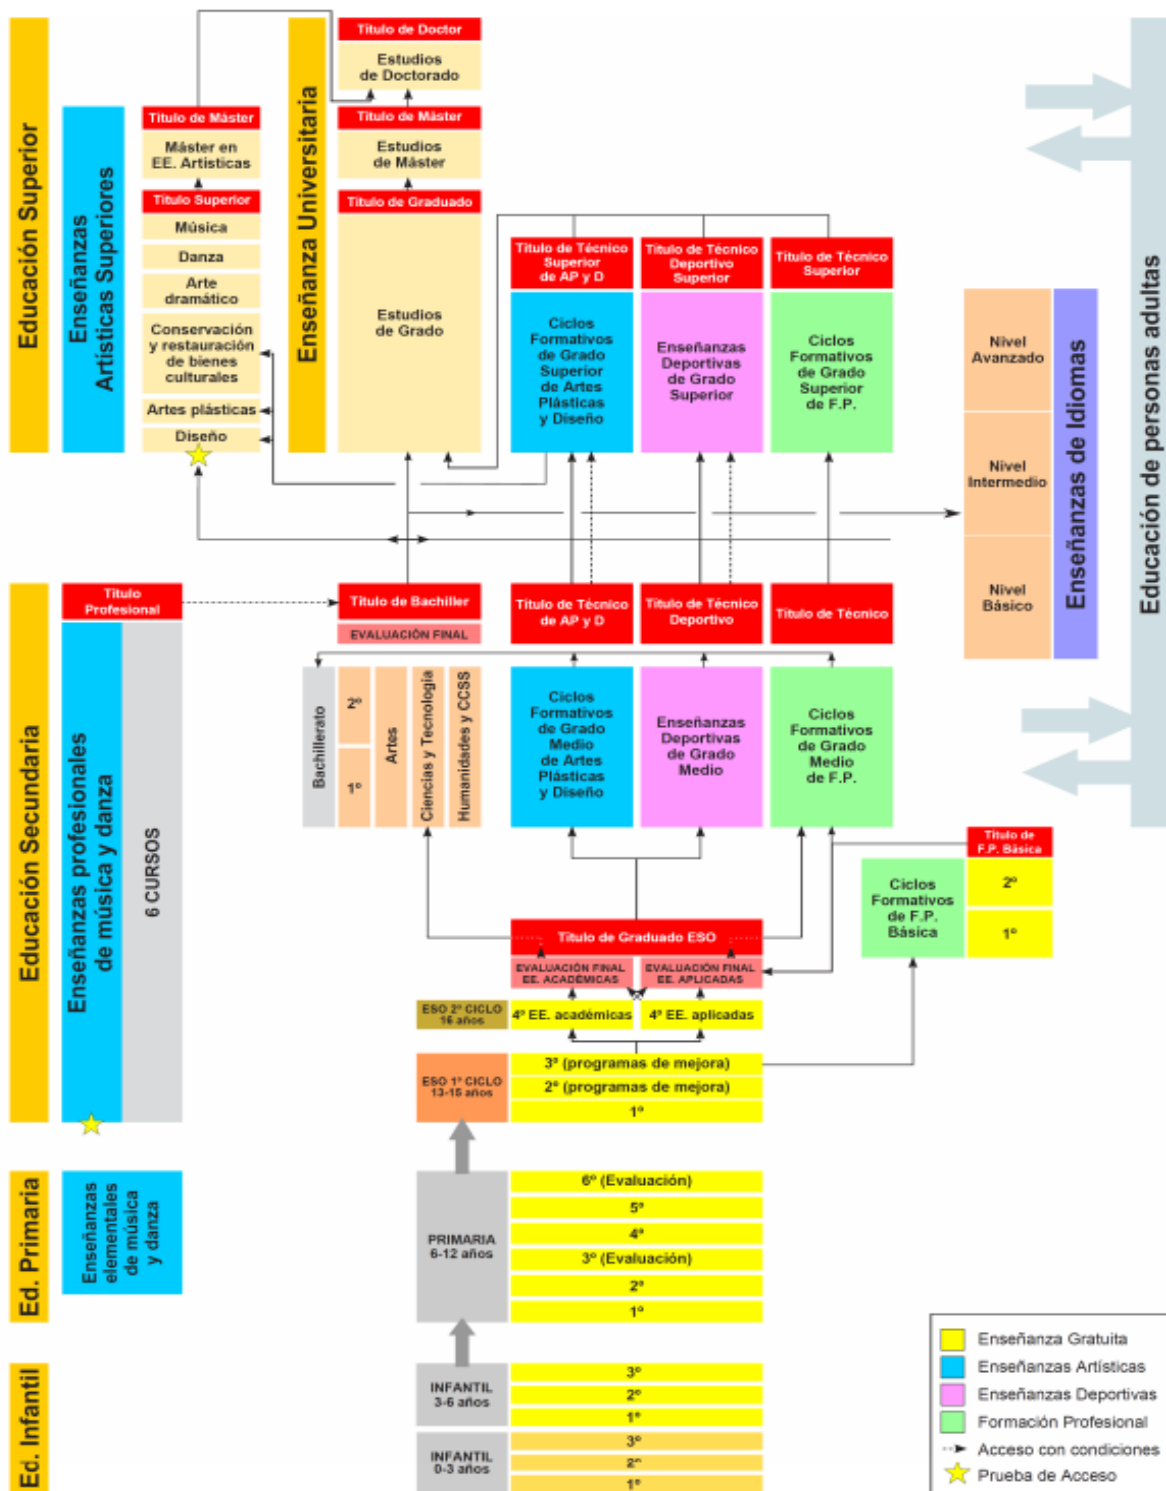 Educación Superior
Enseñanzas
Artísticas Superiores
Título de Máster
Máster en
EE. Artísticas
Título Superior
Música
Danza
Arte
dramático
Conservación
y restauración
de bienes
culturales
Artes plásticas
Diseño
Enseñanza Universitaria
Título de Doctor
Estudios
de Doctorado
Título de Máster
Estudios
de Máster
Título de Graduado
Estudios
de Grado
Título de Técnico
Superior
de AP y D
Ciclos
Formativos
de Grado
Superior
de Artes
Plásticas
y Diseño
Título de Técnico
Deportivo Superior
Enseñanzas
Deportivas
de Grado
Superior
Título de Técnico
Superior
Ciclos
Formativos
de Grado
Superior
de F.P.
Nivel
Avanzado
Nivel
Intermedio
Nivel
Básico
Enseñanzas de Idiomas
Educación de personas adultas
Educación Secundaria
Título
Profesional
Enseñanzas profesionales
de música y danza
6 CURSOS
Título de Bachiller
EVALUACIÓN FINAL
Bachillerato
2º
1º
Artes
Ciencias y Tecnología
Humanidades y CCSS
Título de Técnico
de AP y D
Ciclos
Formativos
de Grado
Medio
de Artes
Plásticas
y Diseño
Título de Técnico
Deportivo
Enseñanzas
Deportivas
de Grado
Medio
Título de Técnico
Ciclos
Formativos
de Grado
Medio
de F.P.
Título de
F.P. Básica
Ciclos
Formativos
de F.P.
Básica
2º
1º
Título de Graduado ESO
EVALUACIÓN FINAL
EE. ACADÉMICAS
EVALUACIÓN FINAL
EE. APLICADAS
ESO 2º CICLO
16 años
4º EE. académicas
4º EE. aplicadas
ESO 1º CICLO
13-15 años
3º (programas de mejora)
2º (programas de mejora)
1º
Ed. Primaria
Enseñanzas
elementales
de música
y danza
PRIMARIA
6-12 años
6º (Evaluación)
5º
4º
3º (Evaluación)
2º
1º
Ed. Infantil
INFANTIL
3-6 años
3º
2º
1º
INFANTIL
0-3 años
3º
2º
1º
Enseñanza Gratuita
Enseñanzas Artísticas
Enseñanzas Deportivas
Formación Profesional
Acceso con condiciones
Prueba de Acceso